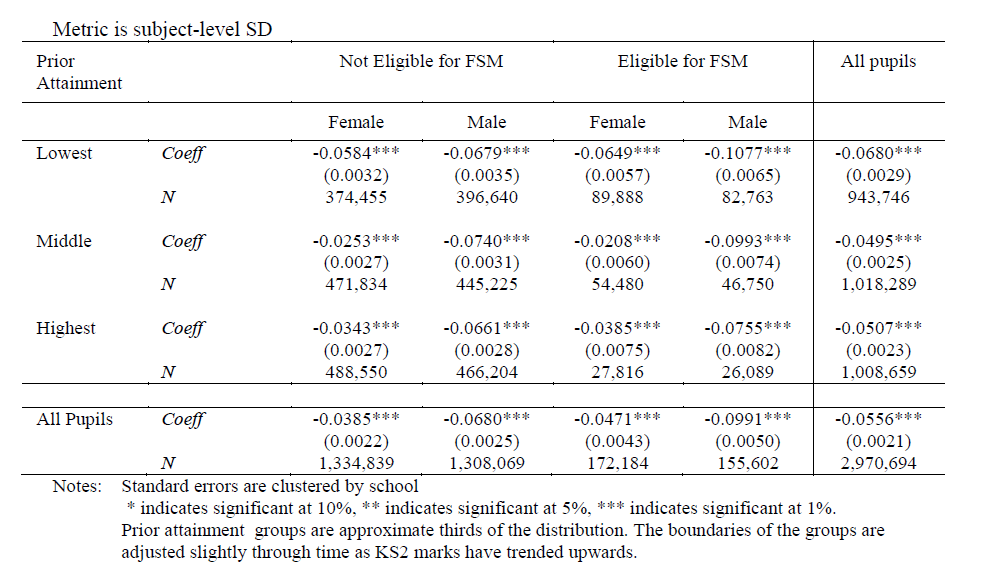 Metric is subject-level SD
Prior Attainment Not Eligible for FSM Eligible for FSM All pupils
Female Male Female Male
Lowest Coeff -0.0584*** -0.0679*** -0.0649*** -0.1077*** -0.0680***
(0.0032) (0.0035) (0.0057) (0.0065) (0.0029)
N 374,455 396,640 89,888 82,763 943,746
Middle Coeff -0.0253*** -0.0740*** -0.0208*** -0.0993*** -0.0495***
(0.0027) (0.0031) (0.0060) (0.0074) (0.0025)
N 471,834 445,225 54,480 46,750 1,018,289
Highest Coeff -0.0343*** -0.0661*** -0.0385*** -0.0755*** -0.0507***
(0.0027) (0.0028) (0.0075) (0.0082) (0.0023)
N 488,550 466,204 27,816 26,089 1,008,659
All Pupils Coeff -0.0385*** -0.0680*** -0.0471*** -0.0991*** -0.0556***
(0.0022) (0.0025) (0.0043) (0.0050) (0.0021)
N 1,334,839 1,308,069 172,184 155,602 2,970,694
Notes: Standard errors are clustered by school
* indicates significant at 10%, ** indicates significant at 5%, *** indicates significant at 1%.
Prior attainment groups are approximate thirds of the distribution. The boundaries of the groups are
adjusted slightly through time as KS2 marks have trended upwards.